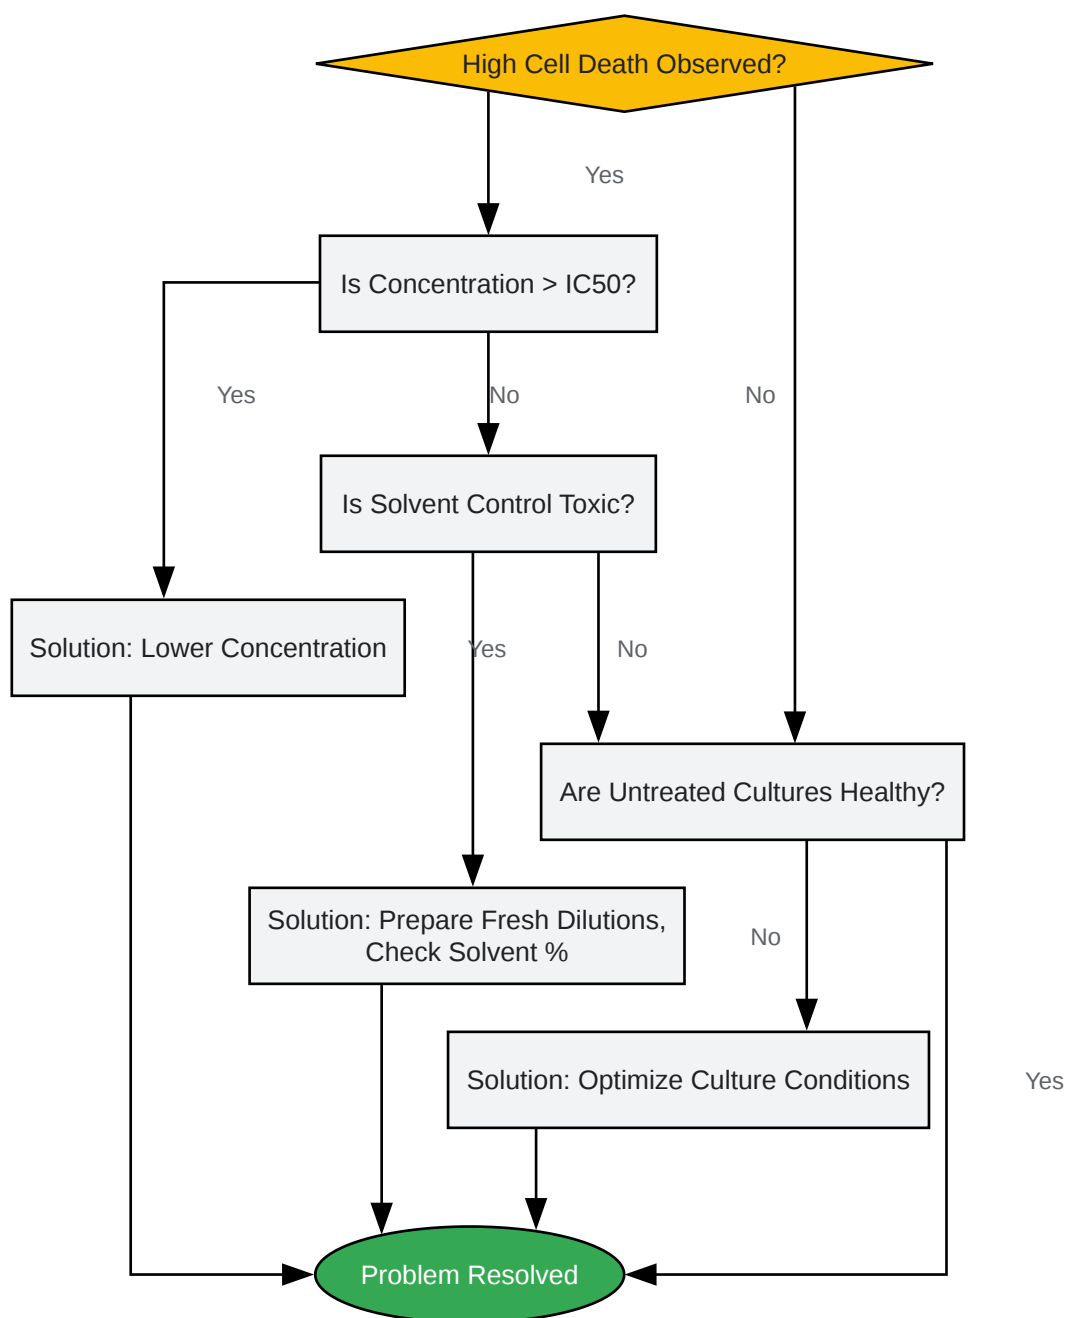 High Cell Death Observed?
Yes
Is Concentration > IC50?
Yes
No
No
Is Solvent Control Toxic?
Solution: Lower Concentration
Yes
No
Are Untreated Cultures Healthy?
Solution: Prepare Fresh Dilutions,
Check Solvent %
No
Solution: Optimize Culture Conditions
Yes
Problem Resolved